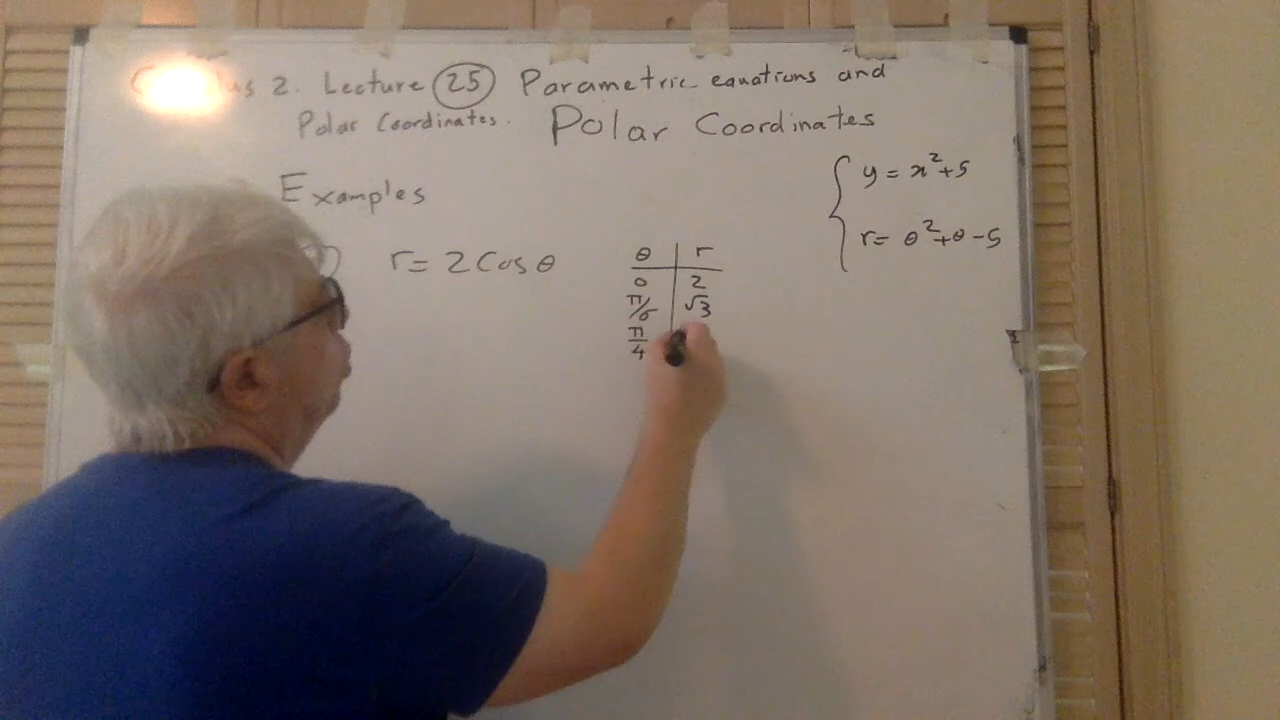 2. Lecture 25 Parametric equations and
Polar Coordinates. Polar Coordinates
Examples
y = x²+5
r = θ²+θ-5
r = 2 Cos θ
θ r
0 2
π/6 √3
π/4